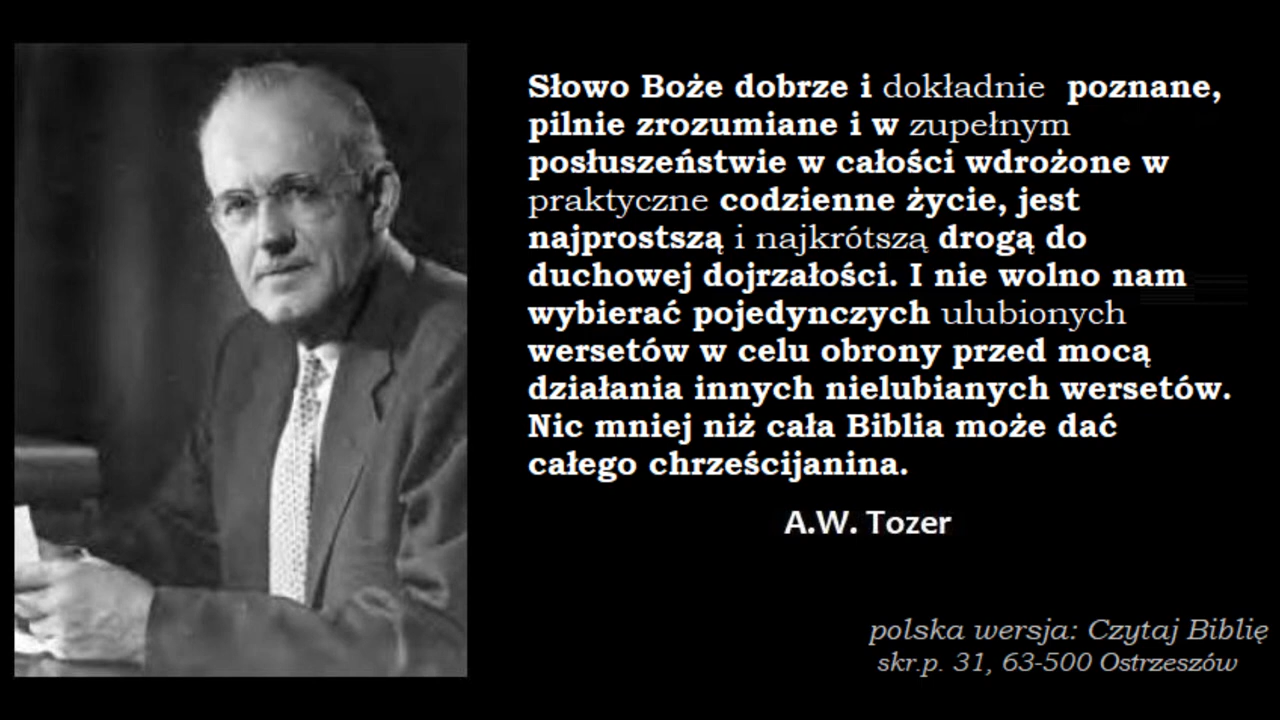 Słowo Boże dobrze i dokładnie poznane,
pilnie zrozumiane i w zupełnym
posłuszeństwie w całości wdrożone w
praktyczne codzienne życie, jest
najprostszą i najkrótszą drogą do
duchowej dojrzałości. I nie wolno nam
wybierać pojedynczych ulubionych
wersetów w celu obrony przed mocą
działania innych nielubianych wersetów.
Nic mniej niż cała Biblia może dać
całego chrześcijanina.
A.W. Tozer
polska wersja: Czytaj Biblię
skr.p. 31, 63-500 Ostrzeszów